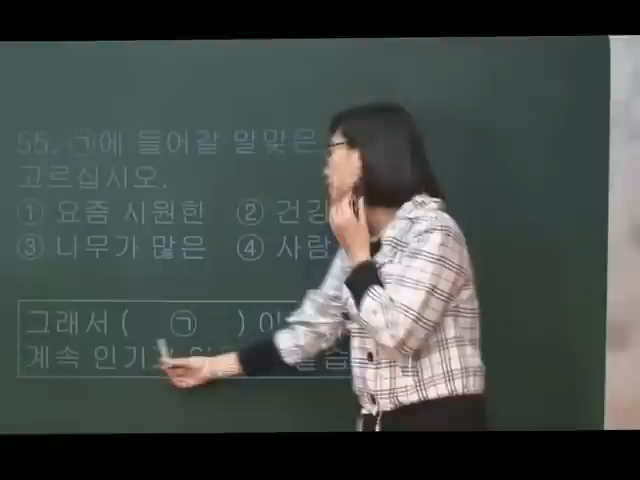 55. ㉠에 들어갈 알맞은
고르십시오.
① 요즘 시원한 ② 건강
③ 나무가 많은 ④ 사람
그래서 ( ㉠ ) 이
계속 인기가